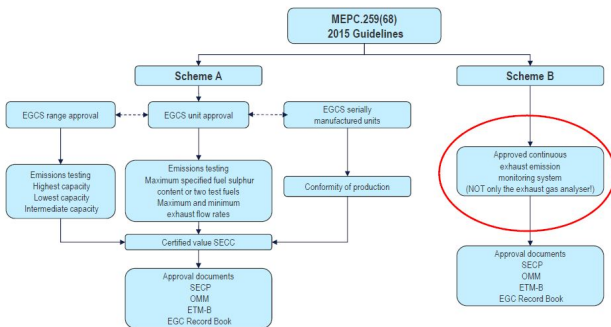 MEPC.259(68)
2015 Guidelines
Scheme A
Scheme B
EGCS range approval
EGCS unit approval
EGCS serially
manufactured units
Emissions testing
Highest capacity
Lowest capacity
Intermediate capacity
Emissions testing
Maximum specified fuel sulphur
content or two test fuels
Maximum and minimum
exhaust flow rates
Conformity of production
Approved continuous
exhaust emission
monitoring system
(NOT only the exhaust gas analyser!)
Certified value SECC
Approval documents
SECP
OMM
ETM-B
EGC Record Book
Approval documents
SECP
OMM
ETM-B
EGC Record Book